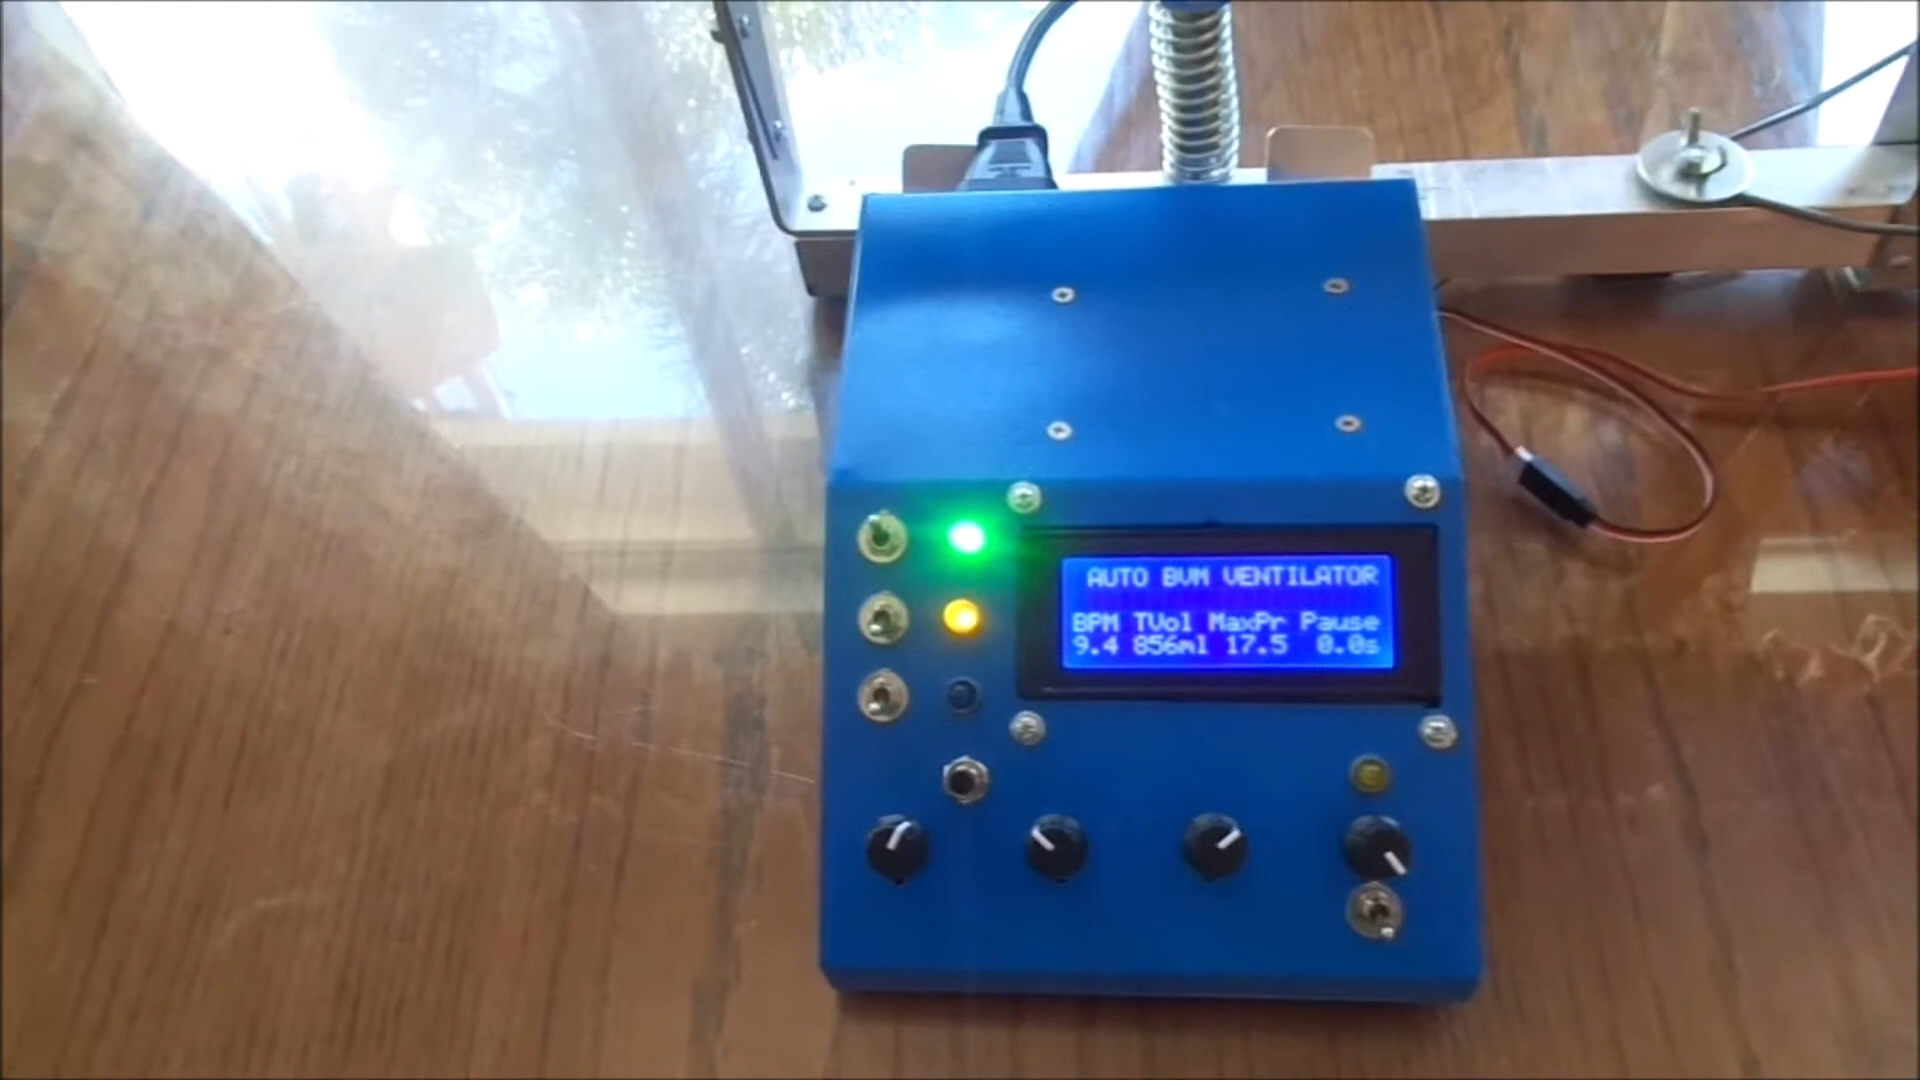 AUTO BVM VENTILATOR
BPM TVol MaxPr Pause
9.4 856ml 17.5 0.0s